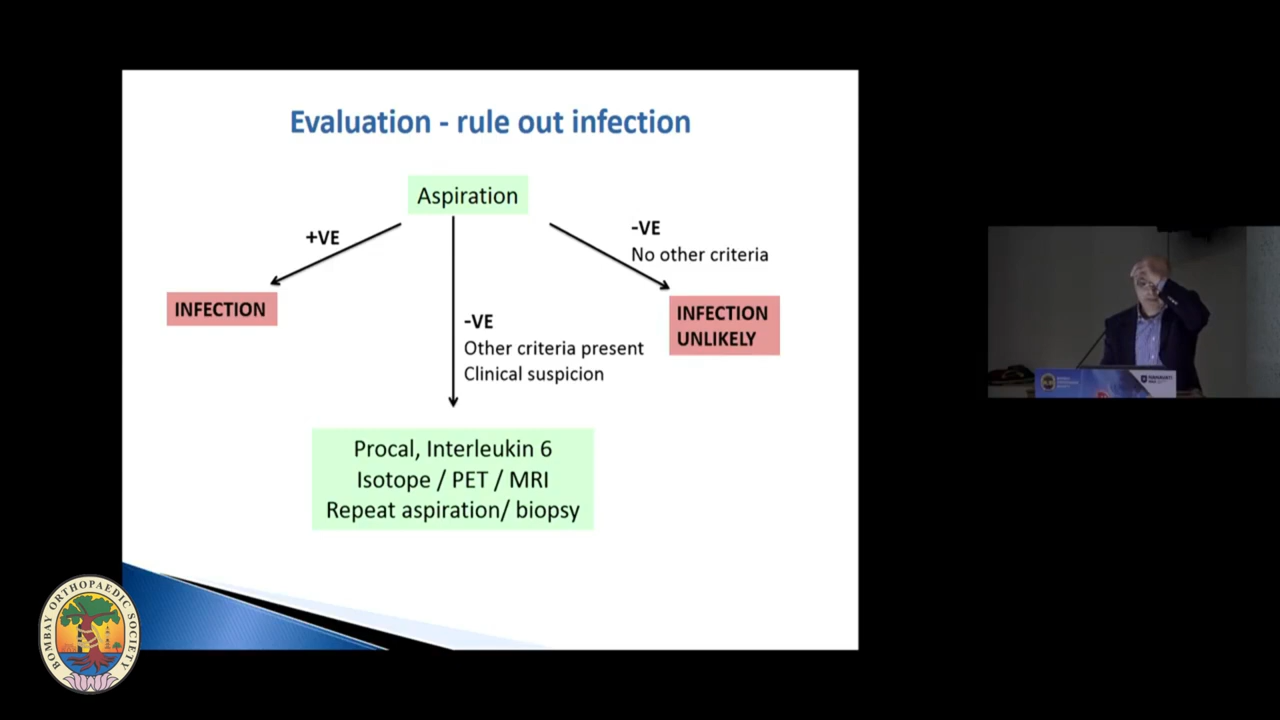 Evaluation - rule out infection
Aspiration
+VE
-VE
No other criteria
INFECTION
INFECTION
UNLIKELY
-VE
Other criteria present
Clinical suspicion
Procal, Interleukin 6
Isotope / PET / MRI
Repeat aspiration/ biopsy
BOMBAY ORTHOPAEDIC SOCIETY